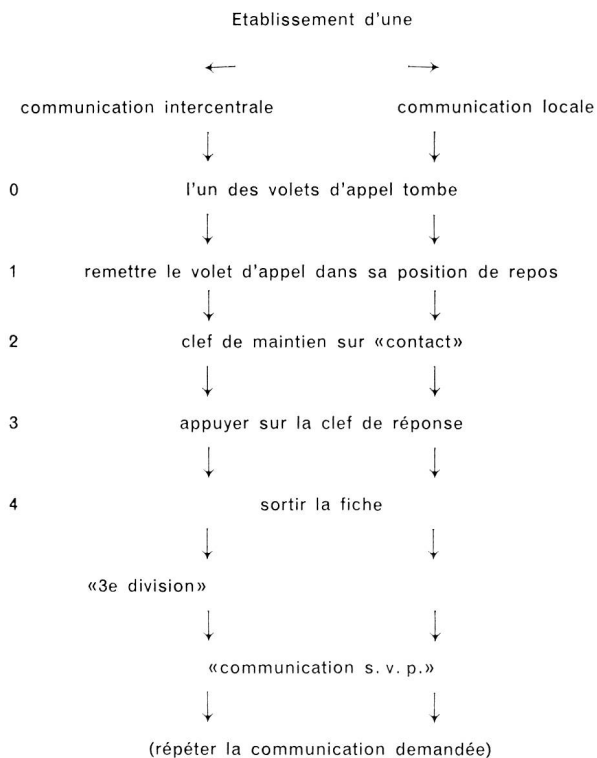 Etablissement d'une
communication intercentrale communication locale
0 l'un des volets d'appel tombe
1 remettre le volet d'appel dans sa position de repos
2 clef de maintien sur «contact»
3 appuyer sur la clef de réponse
4 sortir la fiche
«3e division»
«communication s. v. p.»
(répéter la communication demandée)